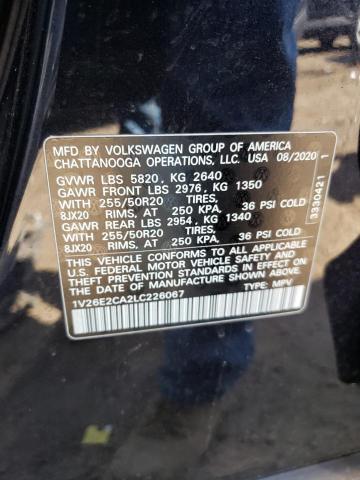 MFD BY VOLKSWAGEN GROUP OF AMERICA
CHATTANOOGA OPERATIONS, LLC. USA 08/2020
GVWR LBS 5820, KG 2640
GAWR FRONT LBS 2976, KG 1350
WITH 255/50R20 TIRES,
8JX20 RIMS, AT 250 KPA, 36 PSI COLD
GAWR REAR LBS 2954, KG 1340
WITH 255/50R20 TIRES,
8JX20 RIMS, AT 250 KPA, 36 PSI COLD
THIS VEHICLE CONFORMS TO ALL APPLICABLE
U.S. FEDERAL MOTOR VEHICLE SAFETY AND
THEFT PREVENTION STANDARDS IN EFFECT ON THE
DATE OF MANUFACTURE SHOWN ABOVE.
1V26E2CA2LC226067 TYPE: MPV
3330421 1